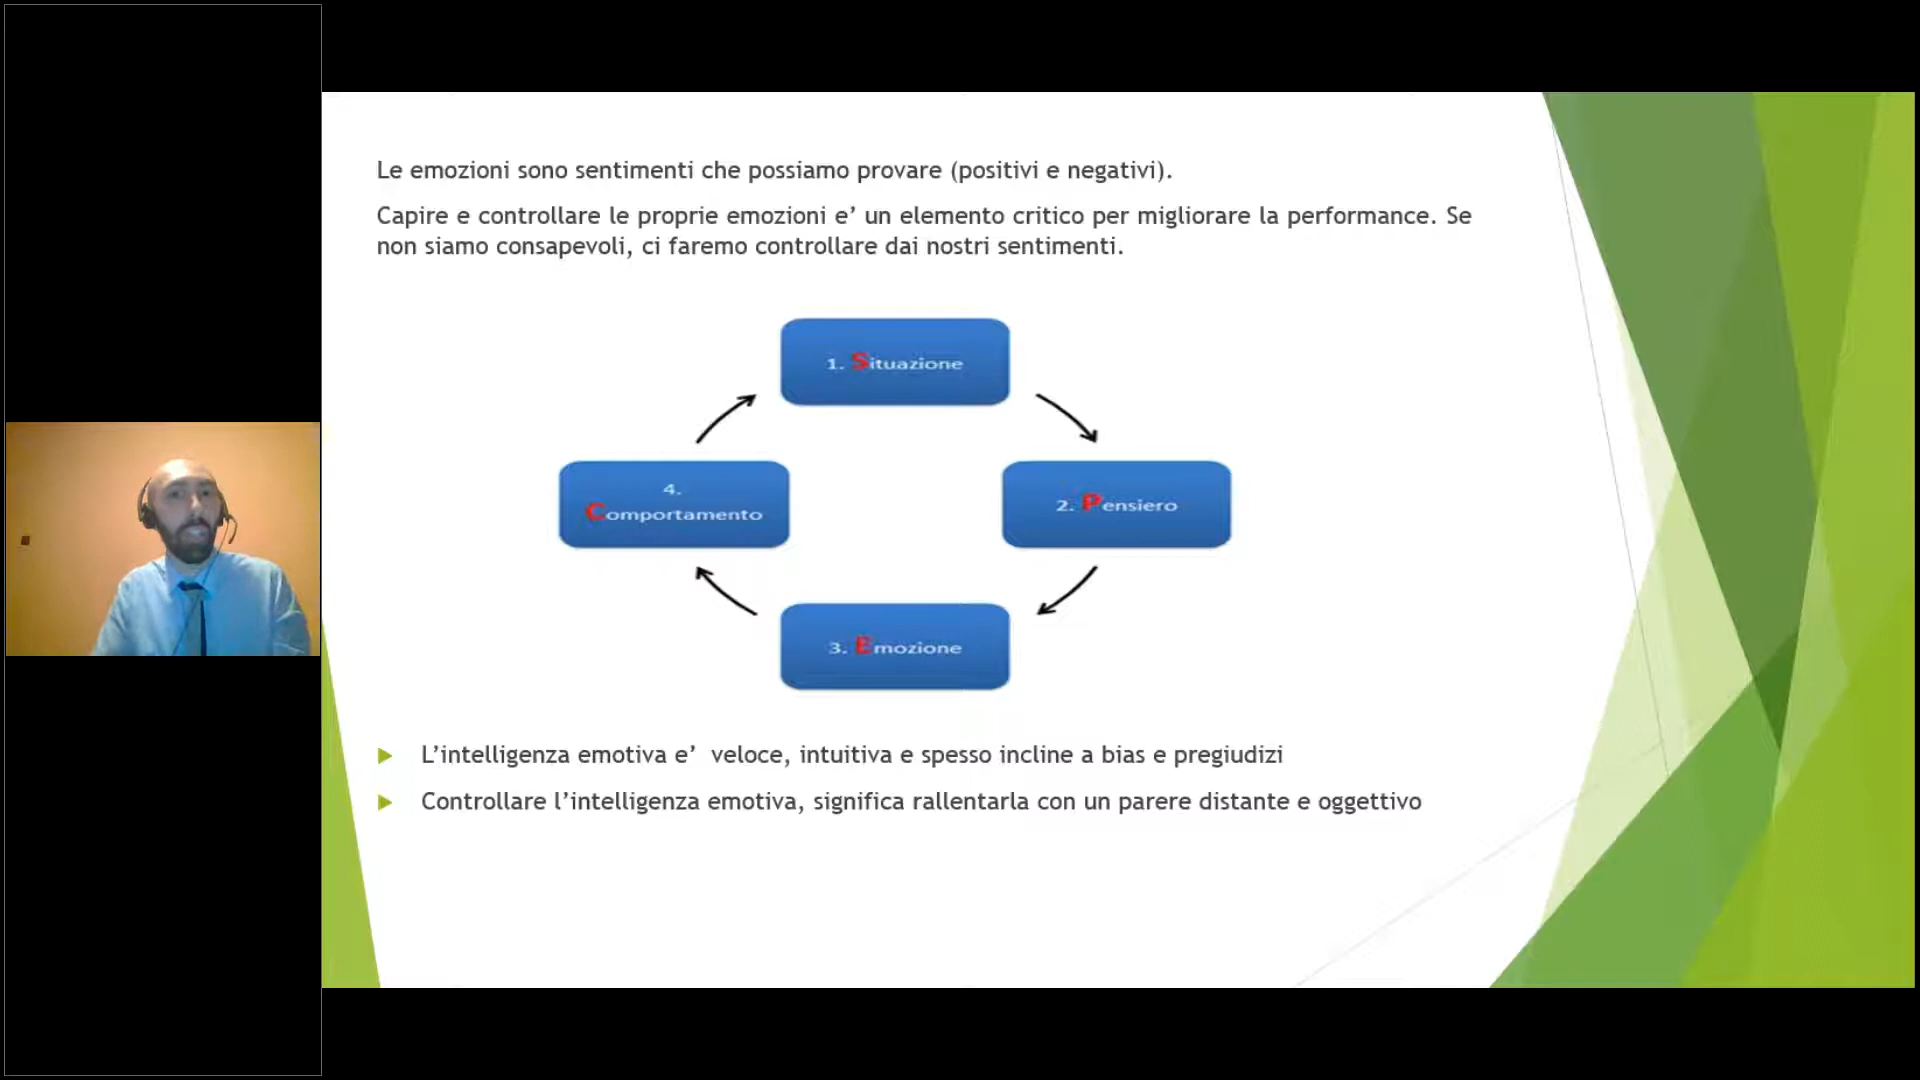 Le emozioni sono sentimenti che possiamo provare (positivi e negativi).
Capire e controllare le proprie emozioni e’ un elemento critico per migliorare la performance. Se
non siamo consapevoli, ci faremo controllare dai nostri sentimenti.
1. Situazione
2. Pensiero
3. Emozione
4.
Comportamento
L’intelligenza emotiva e’ veloce, intuitiva e spesso incline a bias e pregiudizi
Controllare l’intelligenza emotiva, significa rallentarla con un parere distante e oggettivo